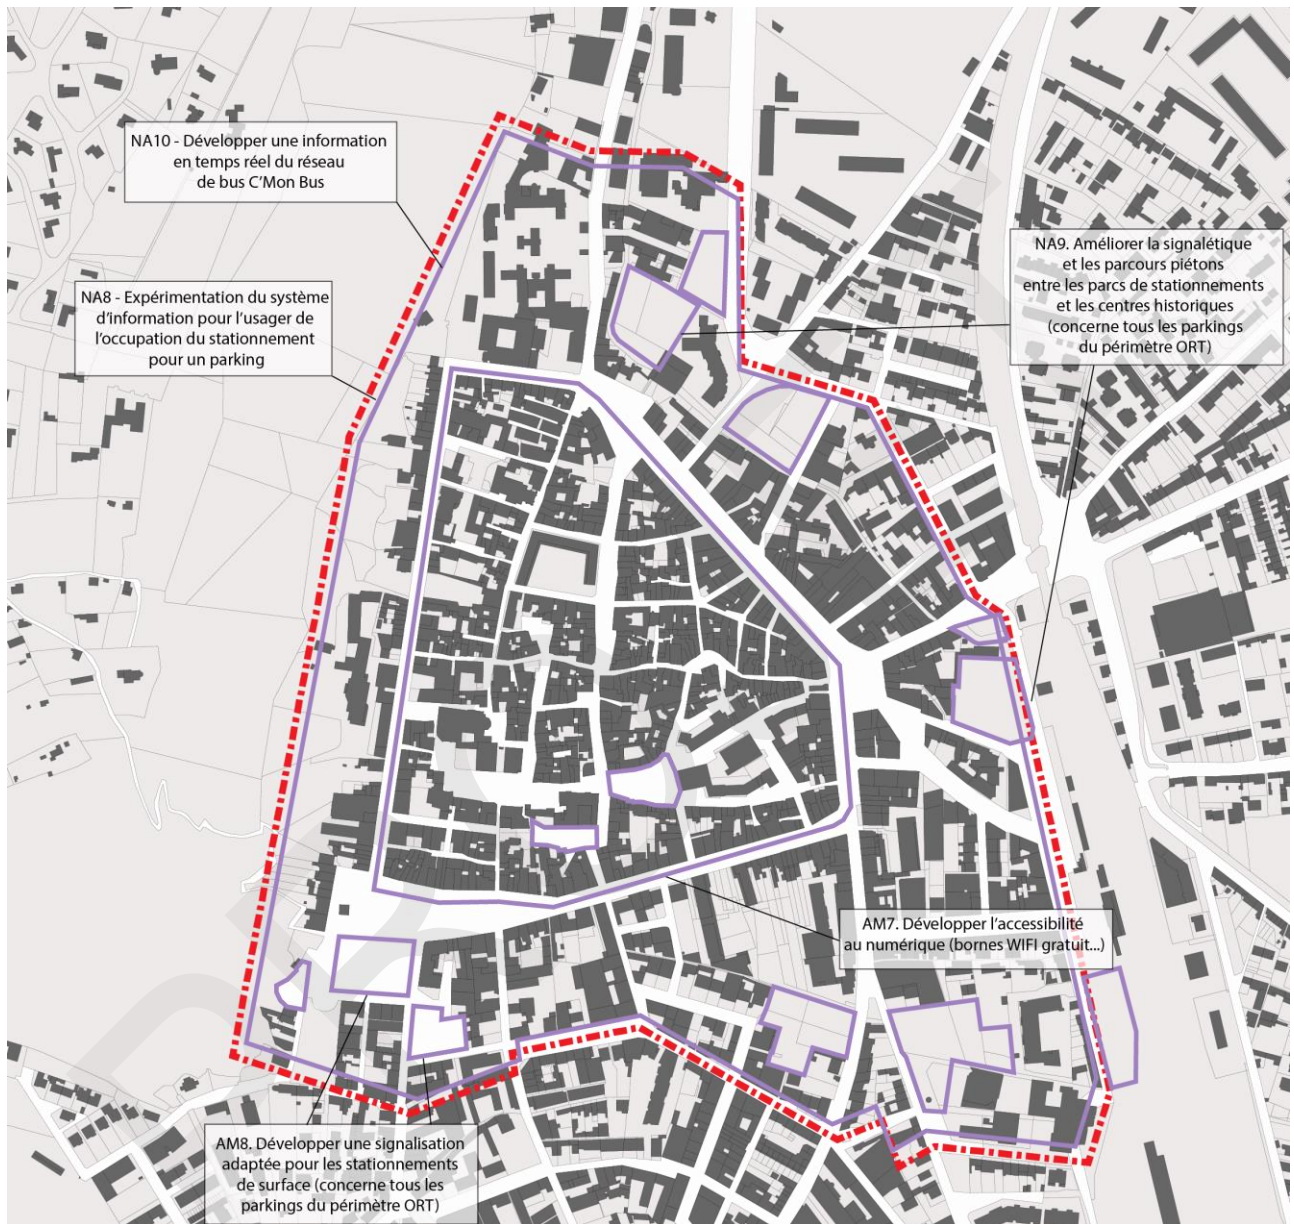 NA10 - Développer une information
en temps réel du réseau
de bus C'Mon Bus
NA8 - Expérimentation du système
d'information pour l'usager de
l'occupation du stationnement
pour un parking
NA9. Améliorer la signalétique
et les parcours piétons
entre les parcs de stationnements
et les centres historiques
(concerne tous les parkings
du périmètre ORT)
AM7. Développer l'accessibilité
au numérique (bornes WIFI gratuit...)
AM8. Développer une signalisation
adaptée pour les stationnements
de surface (concerne tous les
parkings du périmètre ORT)